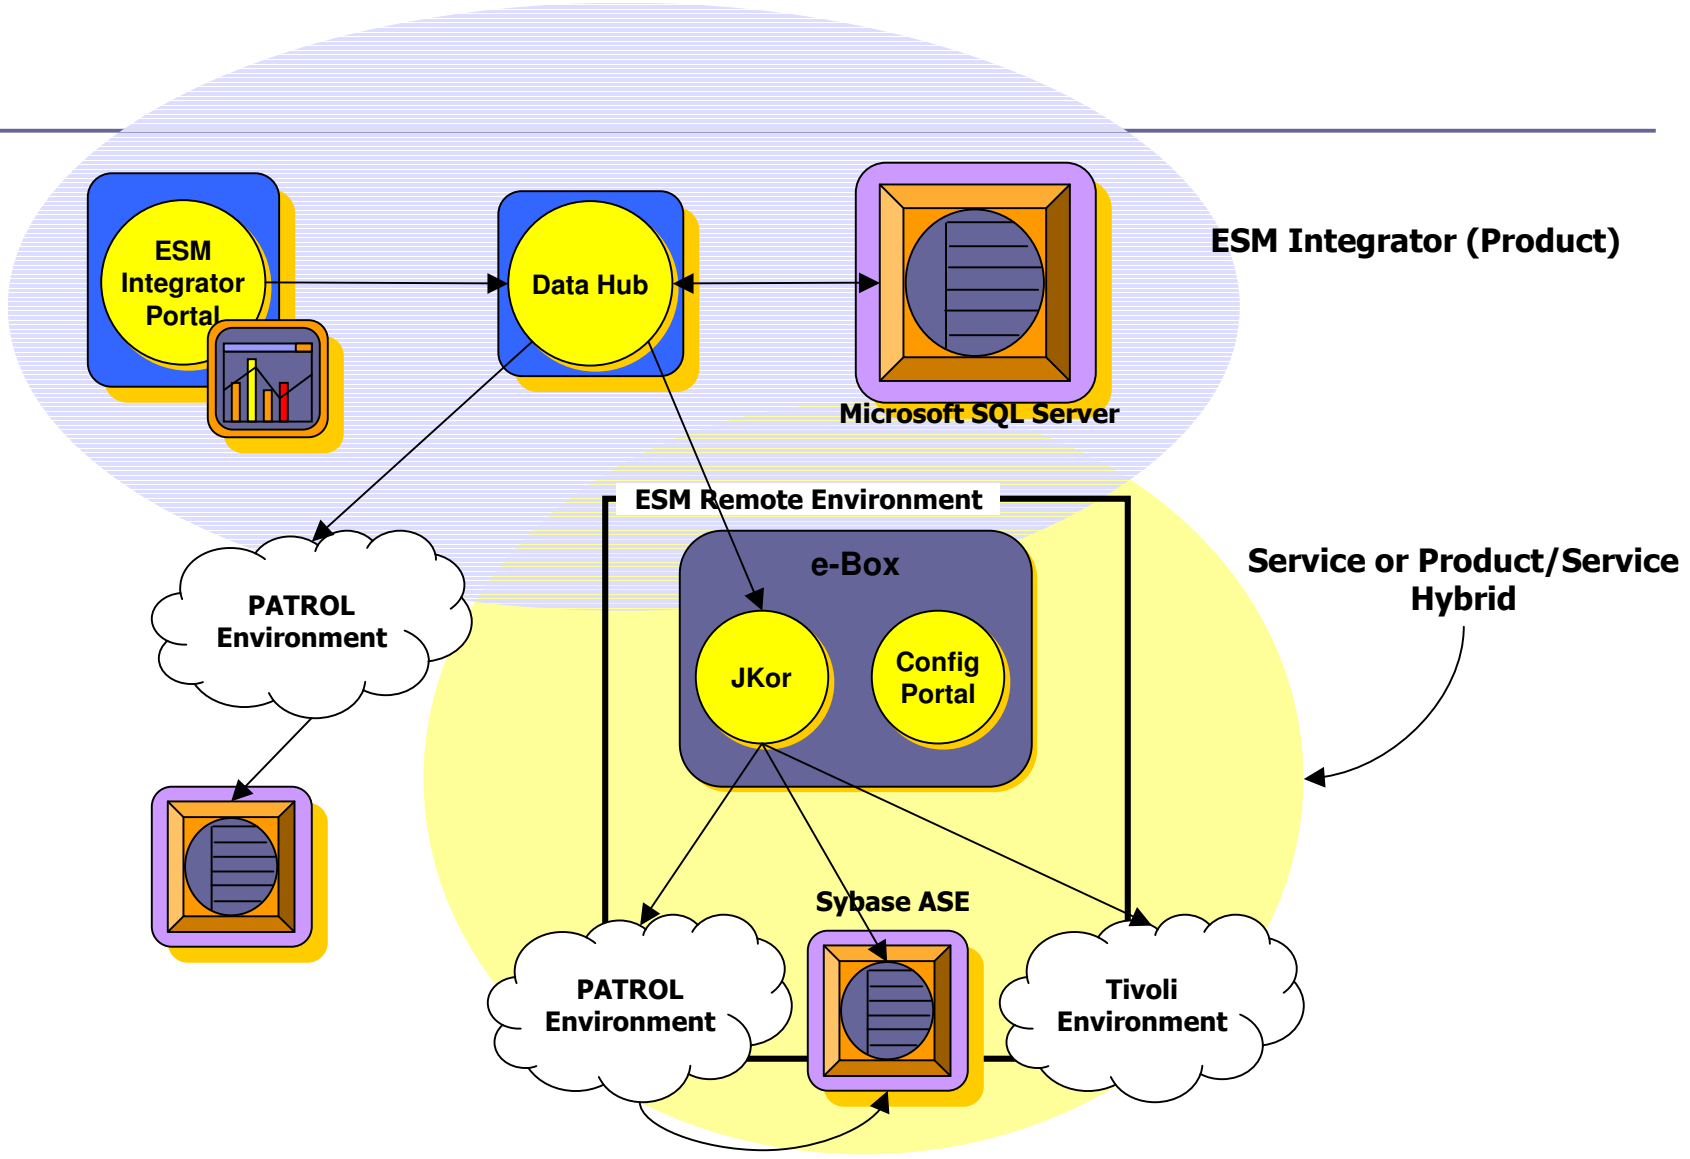 ESM
Integrator
Portal
Data Hub
ESM Integrator (Product)
Microsoft SQL Server
ESM Remote Environment
e-Box
Service or Product/Service
Hybrid
PATROL
Environment
JKor
Config
Portal
Sybase ASE
PATROL
Environment
Tivoli
Environment